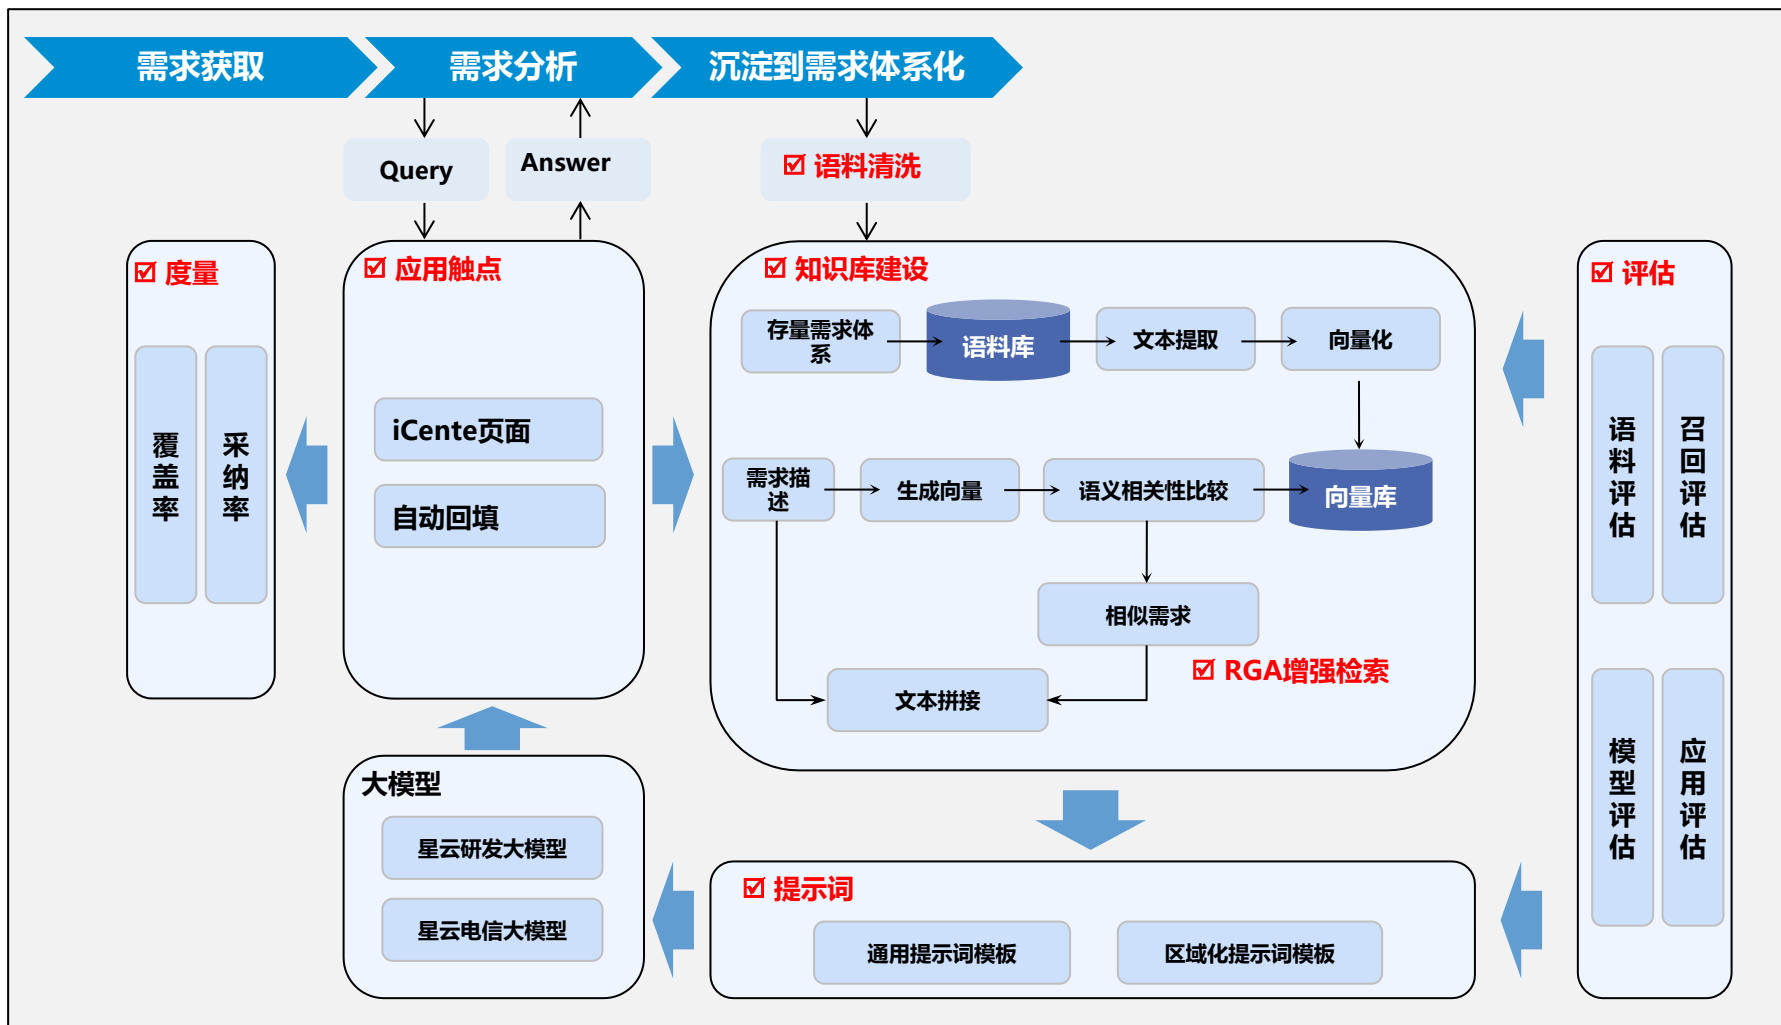 需求获取
需求分析
沉淀到需求体系化
Query
Answer
语料清洗
度量
覆盖率
采纳率
应用触点
iCente页面
自动回填
知识库建设
存量需求体
系
语料库
文本提取
向量化
需求描
述
生成向量
语义相关性比较
向量库
相似需求
RGA增强检索
文本拼接
评估
语料评估
召回评估
模型评估
应用评估
大模型
星云研发大模型
星云电信大模型
提示词
通用提示词模板
区域化提示词模板